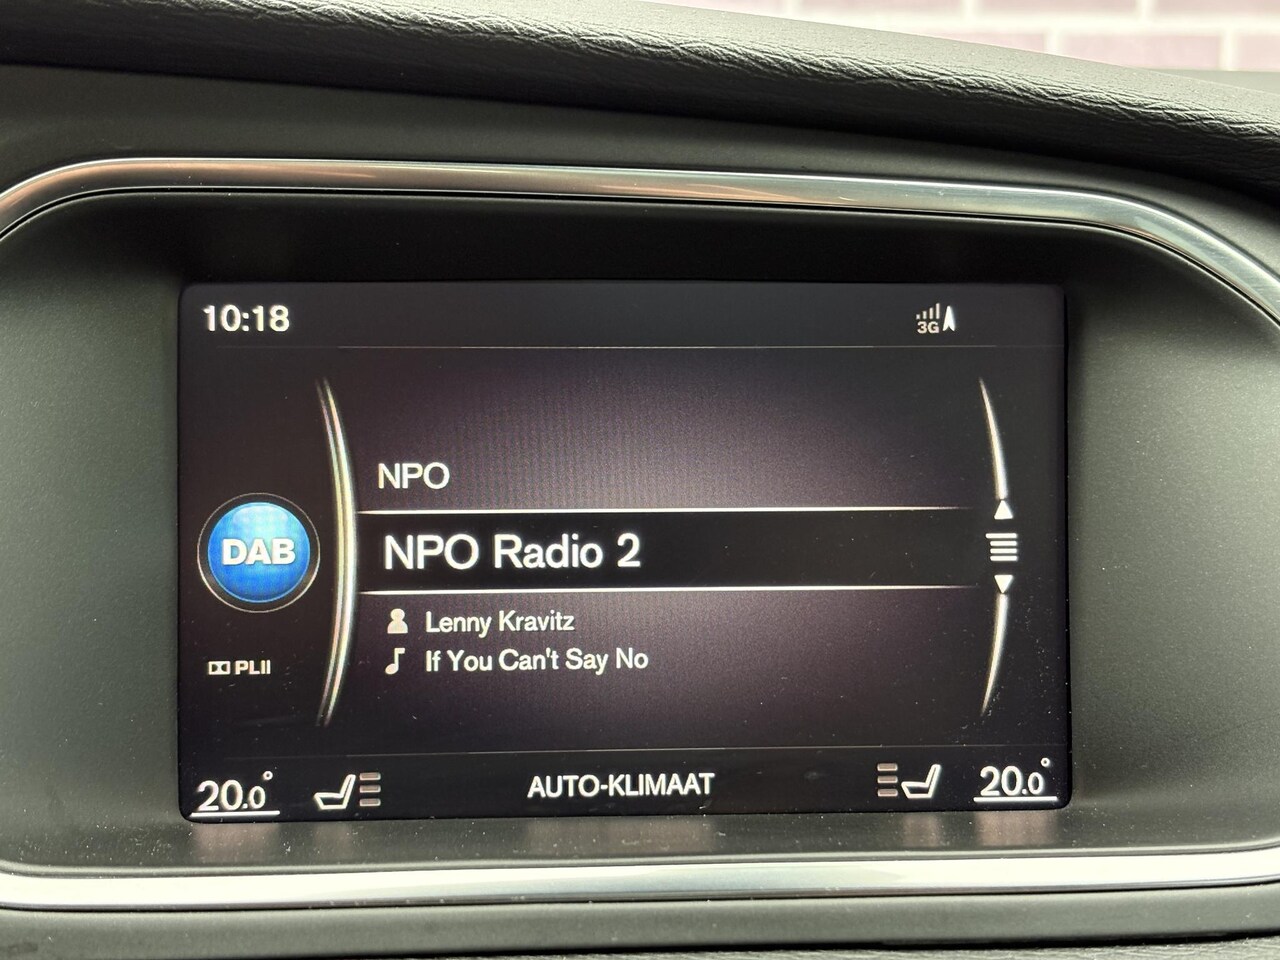 10:18
3G
NPO
DAB
NPO Radio 2
Lenny Kravitz
If You Can't Say No
PLII
20.0°
AUTO-KLIMAAT
20.0°